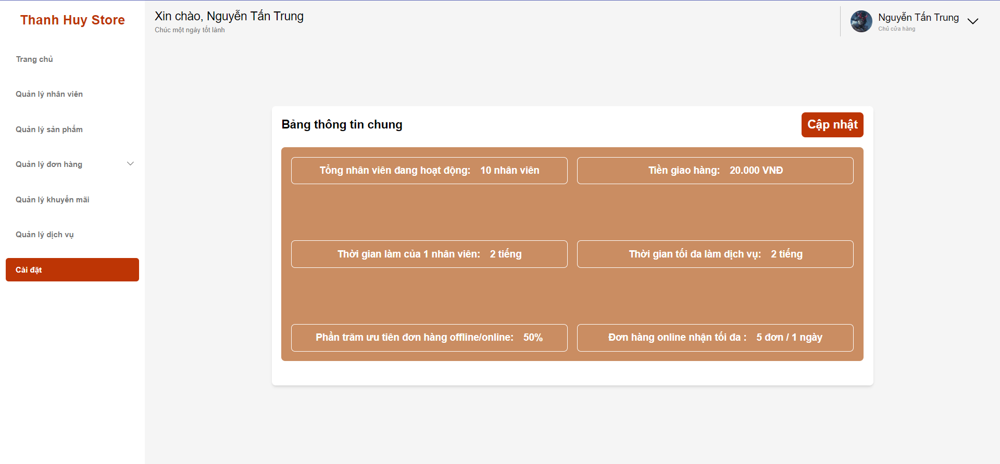 Thanh Huy Store
Xin chào, Nguyễn Tấn Trung
Chúc một ngày tốt lành
Nguyễn Tấn Trung
Chủ cửa hàng
Trang chủ
Quản lý nhân viên
Quản lý sản phẩm
Quản lý đơn hàng
Quản lý khuyến mãi
Quản lý dịch vụ
Cài đặt
Bảng thông tin chung
Cập nhật
Tổng nhân viên đang hoạt động: 10 nhân viên
Tiền giao hàng: 20.000 VNĐ
Thời gian làm của 1 nhân viên: 2 tiếng
Thời gian tối đa làm dịch vụ: 2 tiếng
Phần trăm ưu tiên đơn hàng offline/online: 50%
Đơn hàng online nhận tối đa : 5 đơn / 1 ngày